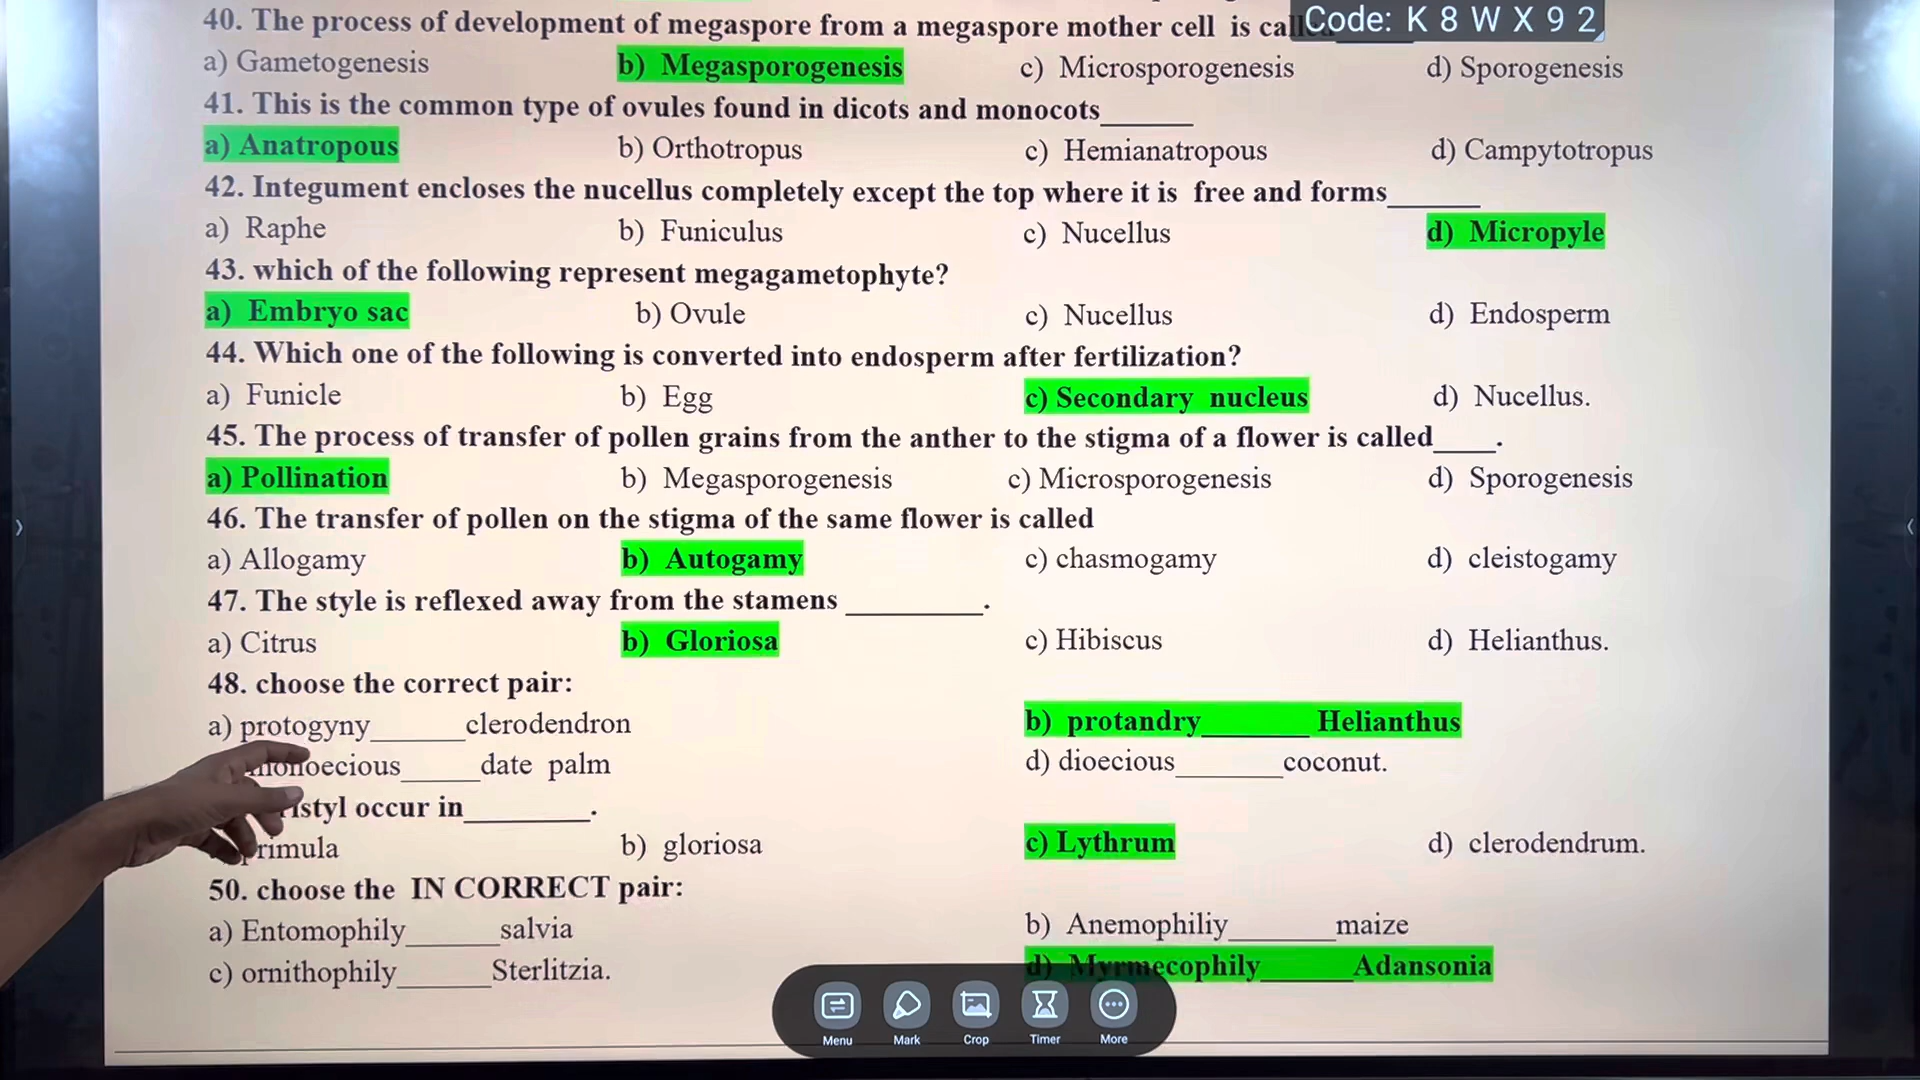 40. The process of development of megaspore from a megaspore mother cell is
Code: K 8 W X 9 2
a) Gametogenesis b) Megasporogenesis c) Microsporogenesis d) Sporogenesis
41. This is the common type of ovules found in dicots and monocots______
a) Anatropous b) Orthotropus c) Hemianatropous d) Campytotropus
42. Integument encloses the nucellus completely except the top where it is free and forms______
a) Raphe b) Funiculus c) Nucellus d) Micropyle
43. which of the following represent megagametophyte?
a) Embryo sac b) Ovule c) Nucellus d) Endosperm
44. Which one of the following is converted into endosperm after fertilization?
a) Funicle b) Egg c) Secondary nucleus d) Nucellus.
45. The process of transfer of pollen grains from the anther to the stigma of a flower is called____.
a) Pollination b) Megasporogenesis c) Microsporogenesis d) Sporogenesis
46. The transfer of pollen on the stigma of the same flower is called
a) Allogamy b) Autogamy c) chasmogamy d) cleistogamy
47. The style is reflexed away from the stamens _________.
a) Citrus b) Gloriosa c) Hibiscus d) Helianthus.
48. choose the correct pair:
a) protogyny______clerodendron b) protandry_______ Helianthus
monoecious_____date palm d) dioecious_______coconut.
occur in________.
b) gloriosa c) Lythrum d) clerodendrum.
50. choose the IN CORRECT pair:
a) Entomophily______salvia b) Anemophiliy_______maize
c) ornithophily______Sterlitzia. d) Myrmecophily______Adansonia
Menu Mark Crop Timer More